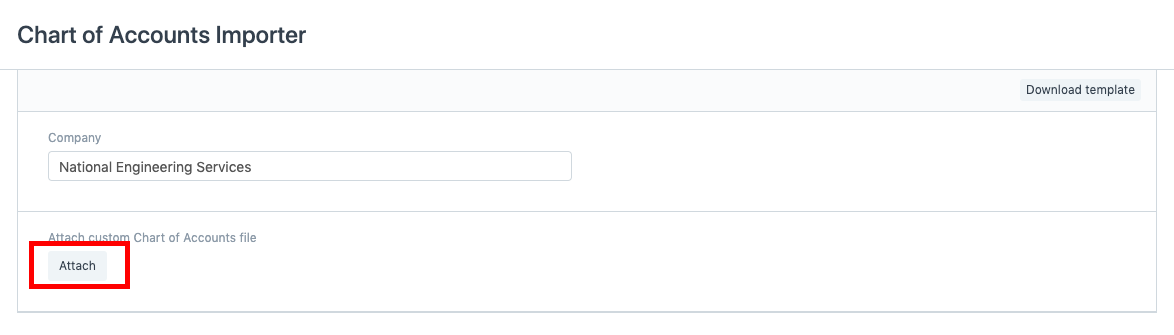 Chart of Accounts Importer
Download template
Company
National Engineering Services
Attach custom Chart of Accounts file
Attach